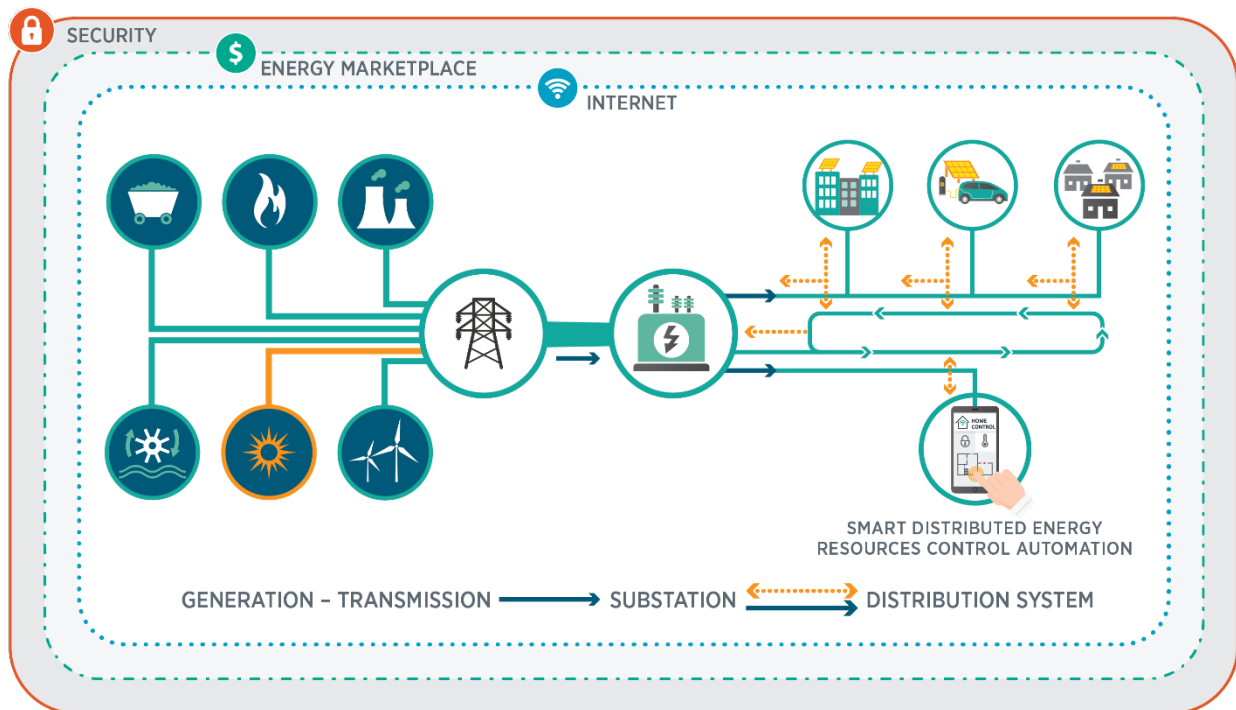 SECURITY
$
ENERGY MARKETPLACE
INTERNET
HOME
CONTROL
SMART DISTRIBUTED ENERGY
RESOURCES CONTROL AUTOMATION
GENERATION – TRANSMISSION SUBSTATION DISTRIBUTION SYSTEM